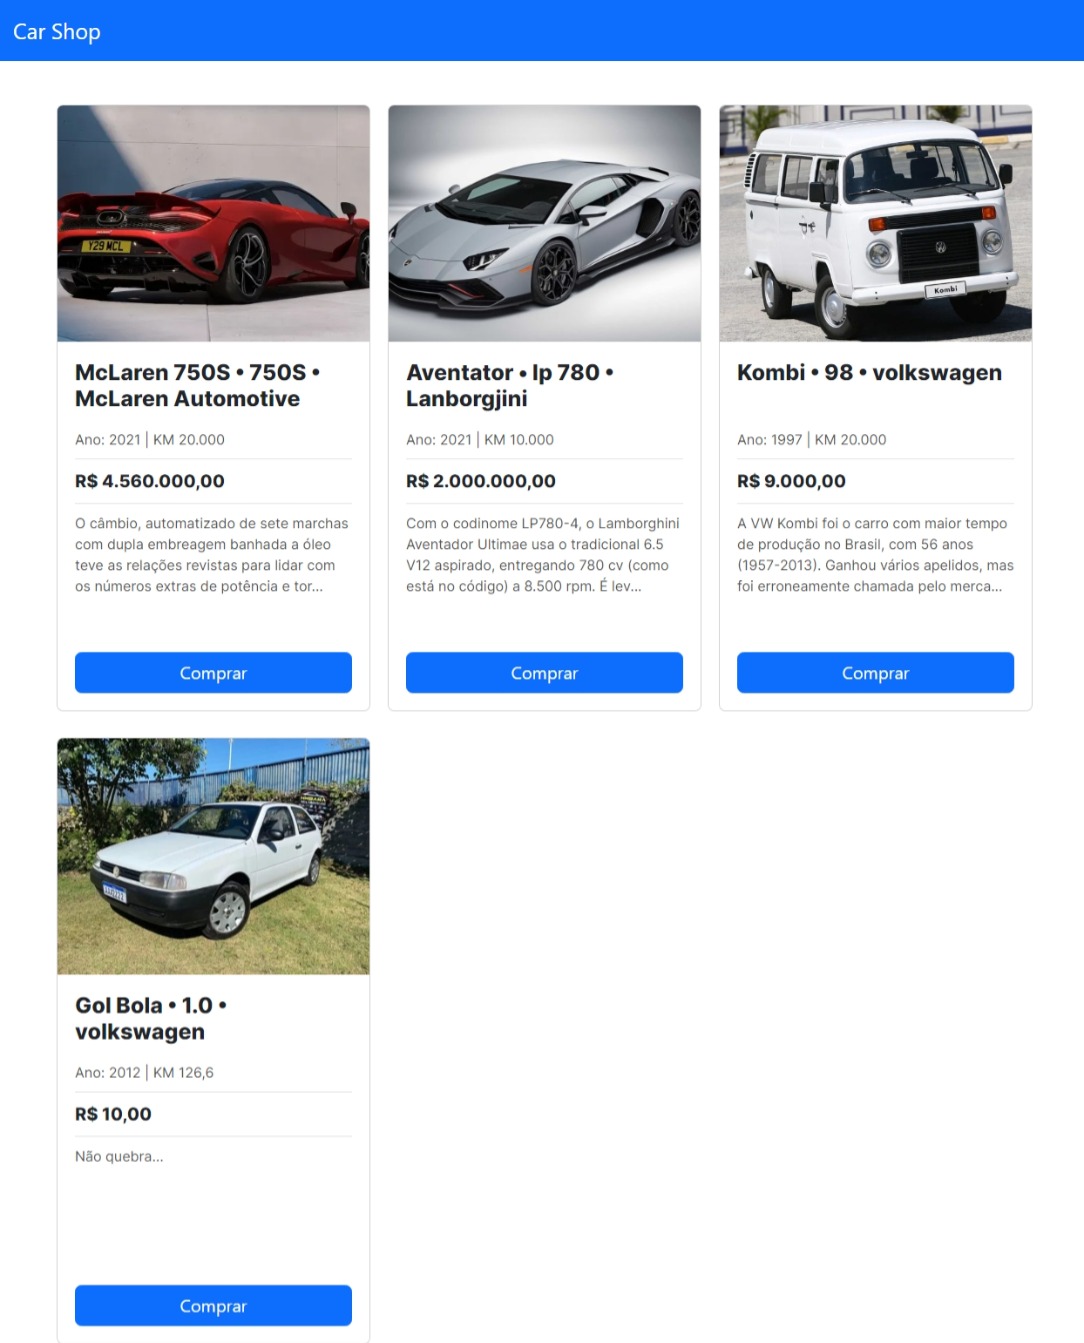 Car Shop
Y29 MCL
Kombi
McLaren 750S • 750S •
McLaren Automotive
Ano: 2021 | KM 20.000
R$ 4.560.000,00
O câmbio, automatizado de sete marchas
com dupla embreagem banhada a óleo
teve as relações revistas para lidar com
os números extras de potência e tor...
Comprar
Aventator • lp 780 •
Lanborgjini
Ano: 2021 | KM 10.000
R$ 2.000.000,00
Com o codinome LP780-4, o Lamborghini
Aventador Ultimae usa o tradicional 6.5
V12 aspirado, entregando 780 cv (como
está no código) a 8.500 rpm. É lev...
Comprar
Kombi • 98 • volkswagen
Ano: 1997 | KM 20.000
R$ 9.000,00
A VW Kombi foi o carro com maior tempo
de produção no Brasil, com 56 anos
(1957-2013). Ganhou vários apelidos, mas
foi erroneamente chamada pelo merca...
Comprar
Gol Bola • 1.0 •
volkswagen
Ano: 2012 | KM 126,6
R$ 10,00
Não quebra...
Comprar